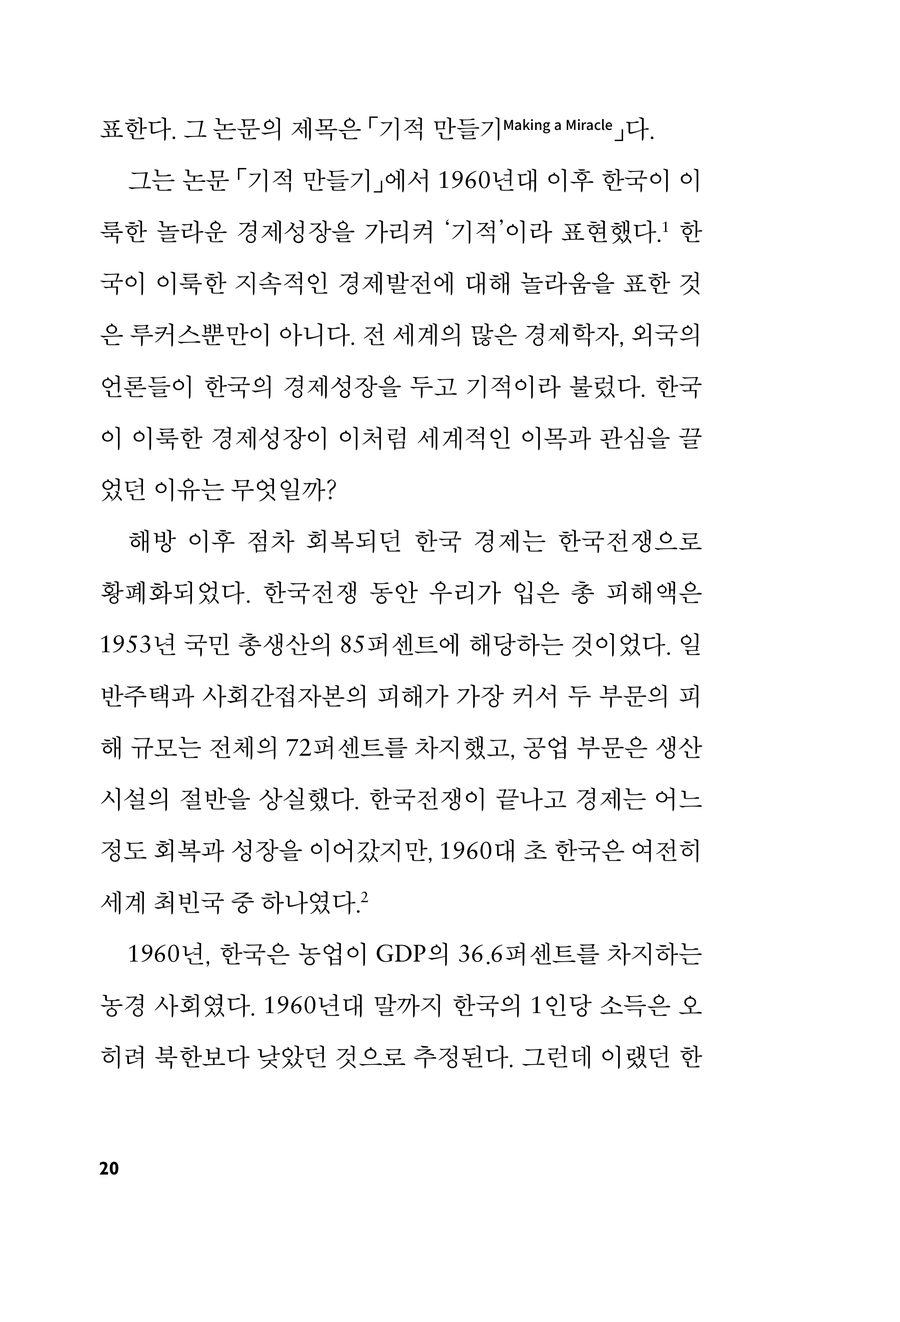 표한다. 그 논문의 제목은 「기적 만들기Making a Miracle」다.
그는 논문 「기적 만들기」에서 1960년대 이후 한국이 이
룩한 놀라운 경제성장을 가리켜 ‘기적’이라 표현했다.¹ 한
국이 이룩한 지속적인 경제발전에 대해 놀라움을 표한 것
은 루커스뿐만이 아니다. 전 세계의 많은 경제학자, 외국의
언론들이 한국의 경제성장을 두고 기적이라 불렀다. 한국
이 이룩한 경제성장이 이처럼 세계적인 이목과 관심을 끌
었던 이유는 무엇일까?
해방 이후 점차 회복되던 한국 경제는 한국전쟁으로
황폐화되었다. 한국전쟁 동안 우리가 입은 총 피해액은
1953년 국민 총생산의 85퍼센트에 해당하는 것이었다. 일
반주택과 사회간접자본의 피해가 가장 커서 두 부문의 피
해 규모는 전체의 72퍼센트를 차지했고, 공업 부문은 생산
시설의 절반을 상실했다. 한국전쟁이 끝나고 경제는 어느
정도 회복과 성장을 이어갔지만, 1960대 초 한국은 여전히
세계 최빈국 중 하나였다.²
1960년, 한국은 농업이 GDP의 36.6퍼센트를 차지하는
농경 사회였다. 1960년대 말까지 한국의 1인당 소득은 오
히려 북한보다 낮았던 것으로 추정된다. 그런데 이랬던 한
20